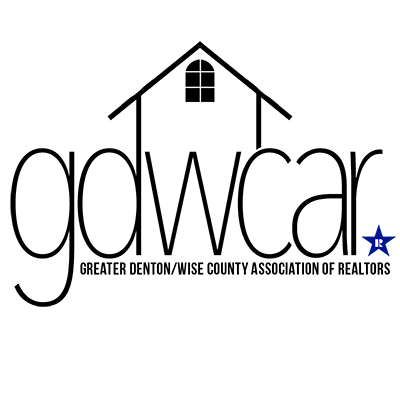 gdwcar
R
GREATER DENTON/WISE COUNTY ASSOCIATION OF REALTORS